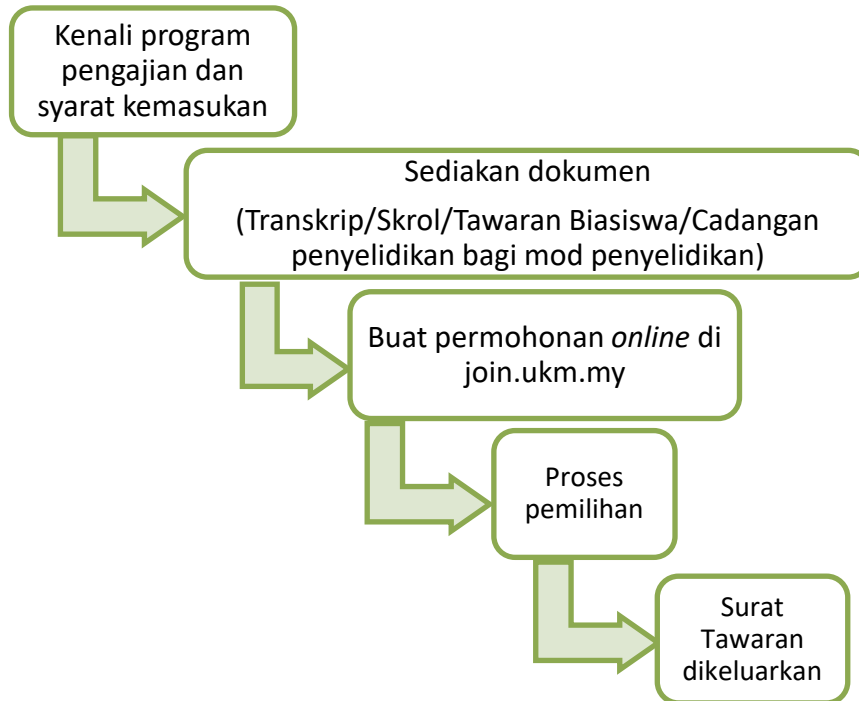 Kenali program
pengajian dan
syarat kemasukan
Sediakan dokumen
(Transkrip/Skrol/Tawaran Biasiswa/Cadangan
penyelidikan bagi mod penyelidikan)
Buat permohonan online di
join.ukm.my
Proses
pemilihan
Surat
Tawaran
dikeluarkan